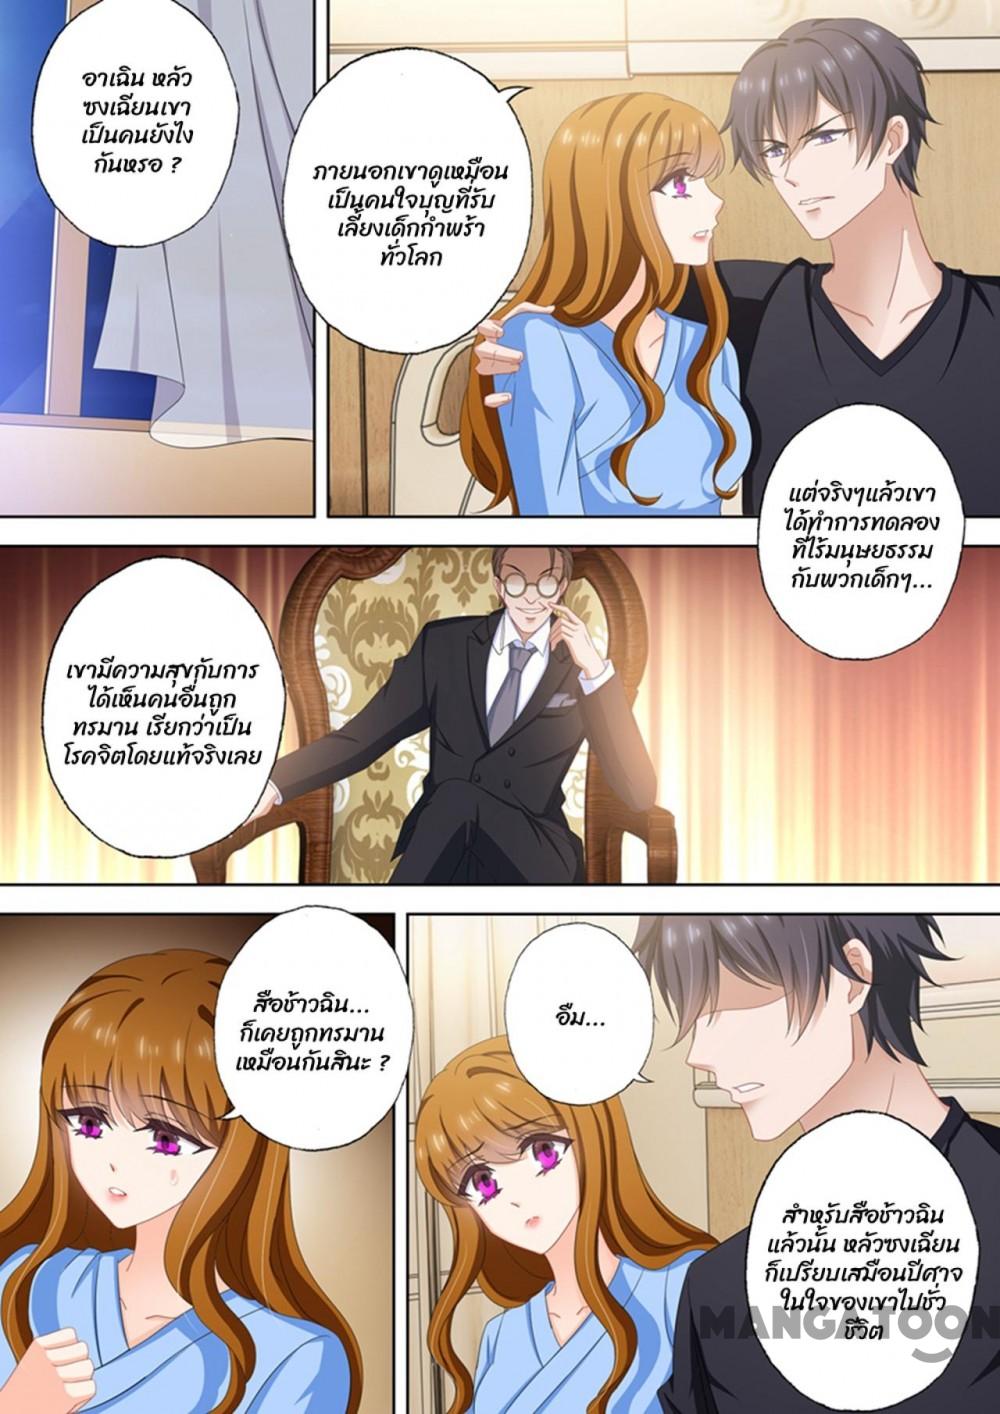 อาเฉิน หลัว
ซงเฉียนเขา
เป็นคนยังไง
กันหรอ ?
ภายนอกเขาดูเหมือน
เป็นคนใจบุญที่รับ
เลี้ยงเด็กกำพร้า
ทั่วโลก
แต่จริงๆแล้วเขา
ได้ทำการทดลอง
ที่ไร้มนุษยธรรม
กับพวกเด็กๆ...
เขามีความสุขกับการ
ได้เห็นคนอื่นถูก
ทรมาน เรียกว่าเป็น
โรคจิตโดยแท้จริงเลย
สือช้าวฉิน...
ก็เคยถูกทรมาน
เหมือนกันสินะ ?
อืม...
สำหรับสือช้าวฉิน
แล้วนั้น หลัวซงเฉียน
ก็เปรียบเสมือนปีศาจ
ในใจของเขาไปชั่ว
ชีวิต
MANGATOON